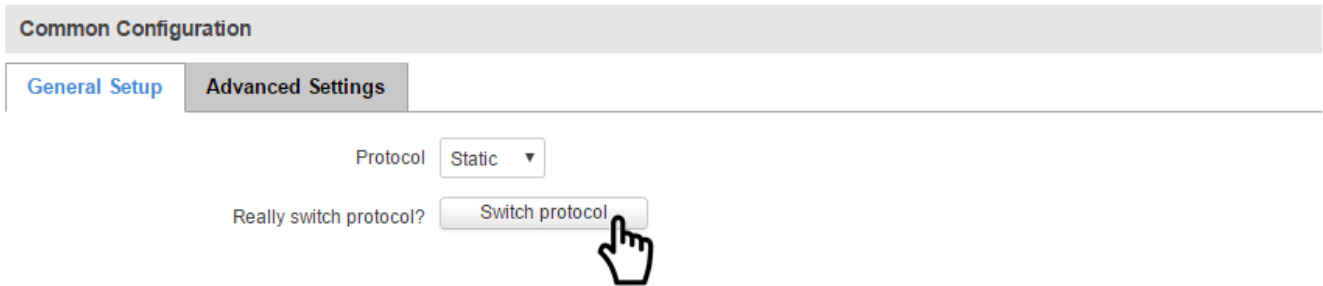 Common Configuration
General Setup Advanced Settings
Protocol Static
Really switch protocol? Switch protocol